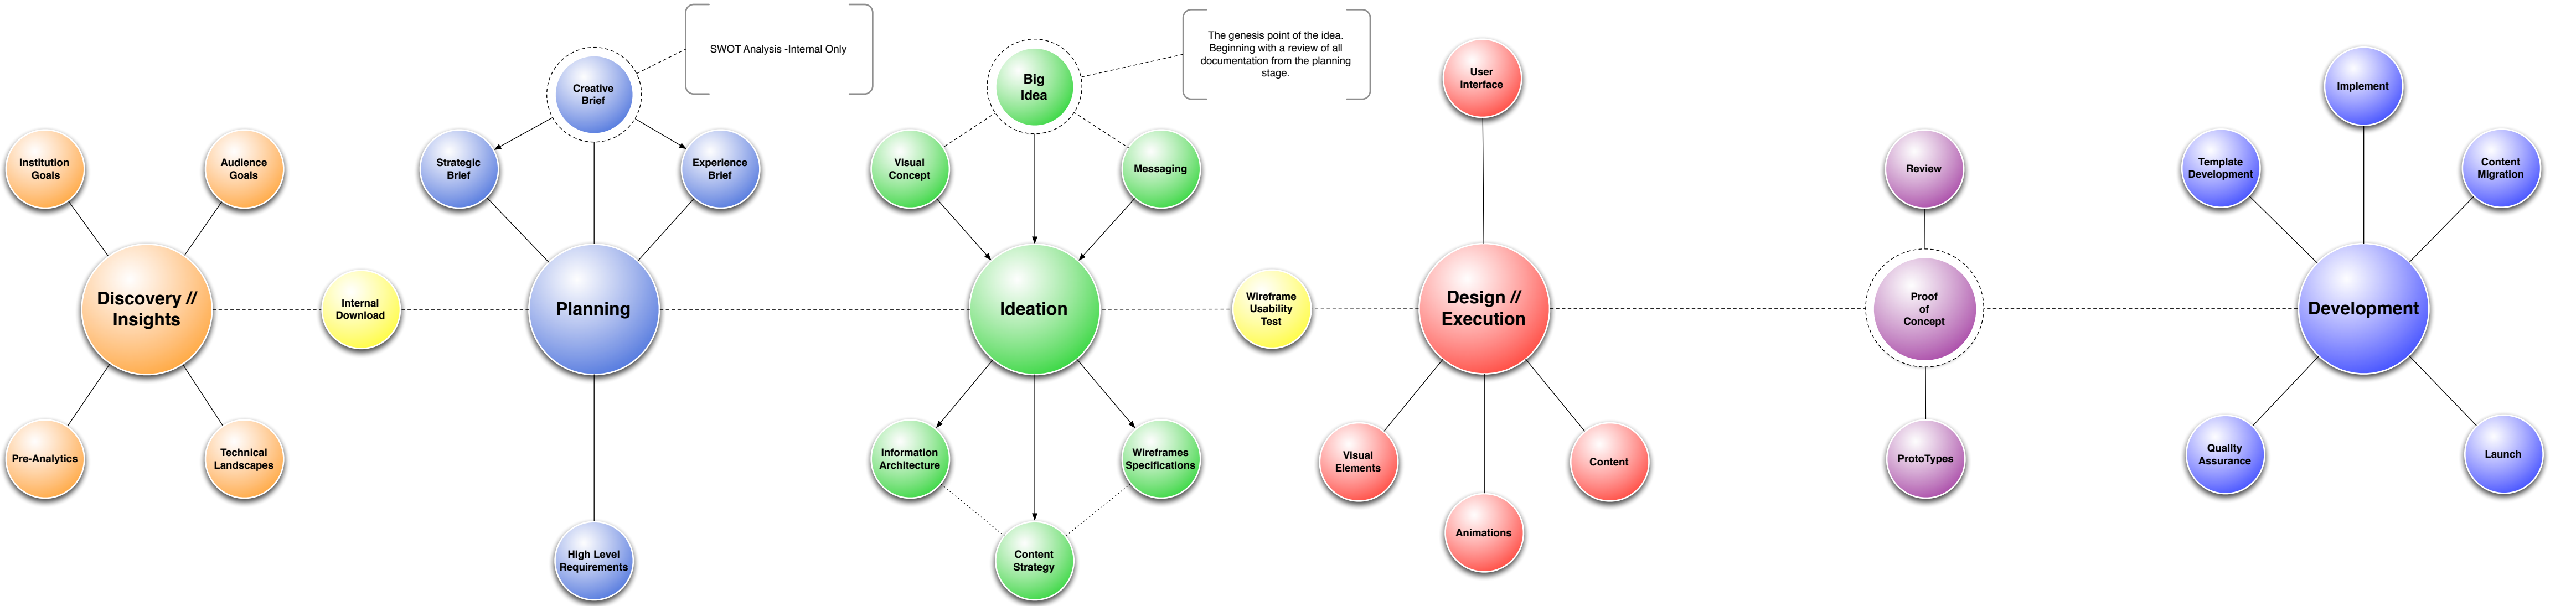 SWOT Analysis -Internal Only
The genesis point of the idea.
Beginning with a review of all
documentation from the planning
stage.
Institution
Goals
Audience
Goals
Discovery //
Insights
Pre-Analytics
Technical
Landscapes
Internal
Download
Creative
Brief
Strategic
Brief
Experience
Brief
Planning
High Level
Requirements
Big
Idea
Visual
Concept
Messaging
Ideation
Information
Architecture
Wireframes
Specifications
Content
Strategy
Wireframe
Usability
Test
User
Interface
Design //
Execution
Visual
Elements
Content
Animations
Review
Proof
of
Concept
ProtoTypes
Implement
Template
Development
Content
Migration
Development
Quality
Assurance
Launch